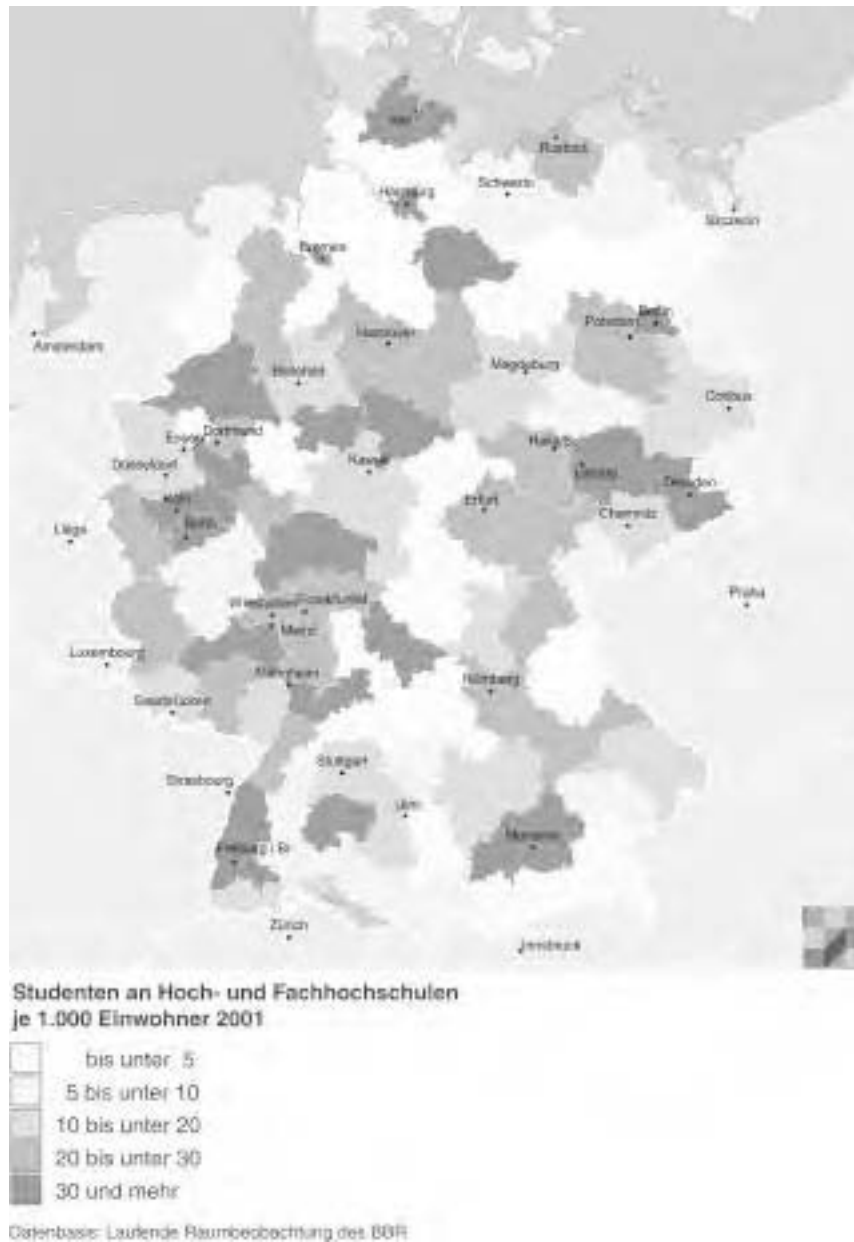 Kiel
Rostock
Hamburg
Schwerin
Szczecin
Bremen
Berlin
Hannover
Potsdam
Amsterdam
Bielefeld
Magdeburg
Cottbus
Essen
Dortmund
Halle/S.
Düsseldorf
Kassel
Leipzig
Dresden
Köln
Erfurt
Chemnitz
Liège
Bonn
Praha
Wiesbaden
Frankfurt/M
Mainz
Luxembourg
Mannheim
Nürnberg
Saarbrücken
Stuttgart
Strasbourg
Ulm
München
Freiburg i. Br.
Zürich
Innsbruck
Studenten an Hoch- und Fachhochschulen
je 1.000 Einwohner 2001
bis unter 5
5 bis unter 10
10 bis unter 20
20 bis unter 30
30 und mehr
Datenbasis: Laufende Raumbeobachtung des BBR